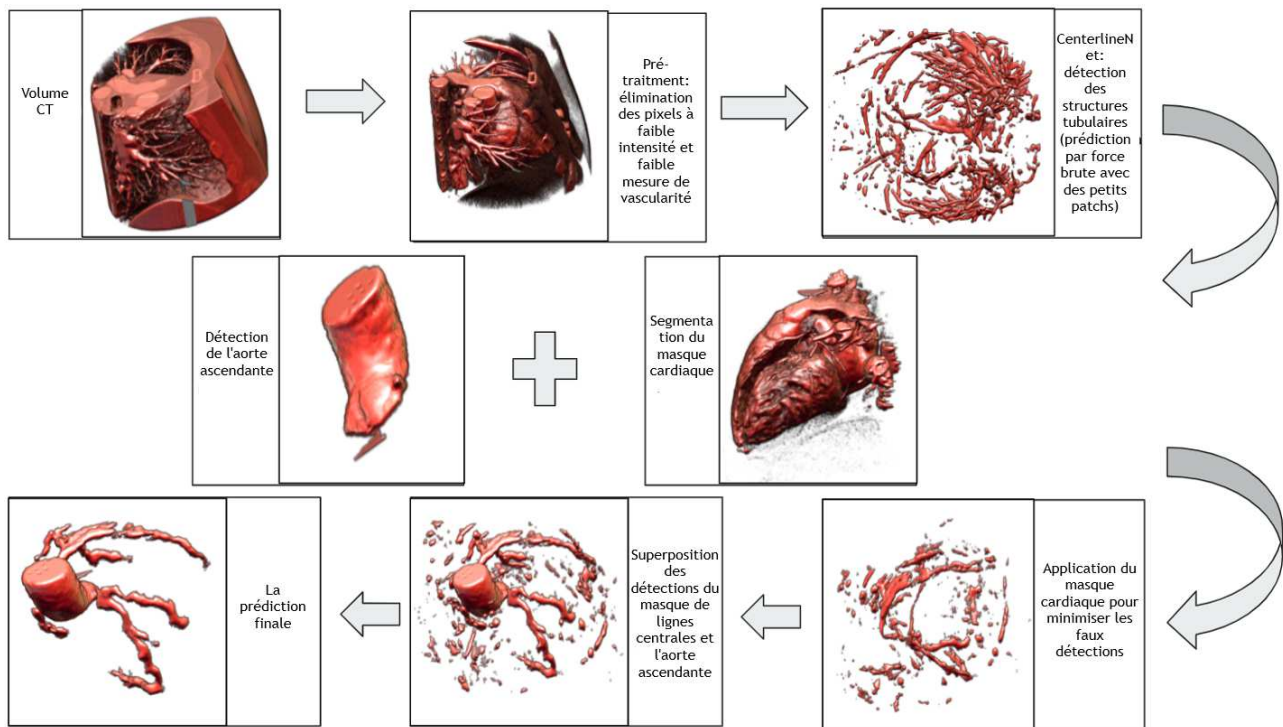 Volume
CT
Pré-
traitement:
élimination
des pixels à
faible
intensité et
faible
mesure de
vascularité
CenterlineN
et:
détection
des
structures
tubulaires
(prédiction
par force
brute avec
des petits
patchs)
Détection
de l'aorte
ascendante
Segmenta
tion du
masque
cardiaque
La
prédiction
finale
Superposition
des
détections du
masque de
lignes
centrales et
l'aorte
ascendante
Application du
masque
cardiaque pour
minimiser les
faux
détections